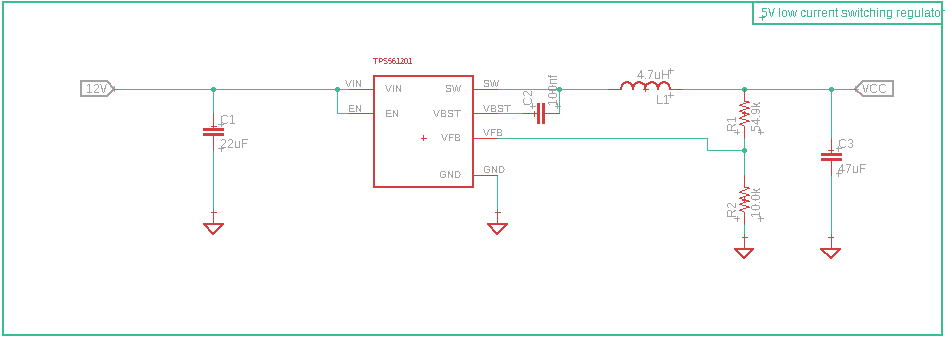 5V low current switching regulator
TPS561201
12V
VIN
VIN
EN
EN
SW
SW
VBST
VBST
VFB
VFB
GND
GND
C1
22uF
C2
100nf
4.7uH
L1
R1
54.9k
R2
10.0k
C3
47uF
VCC